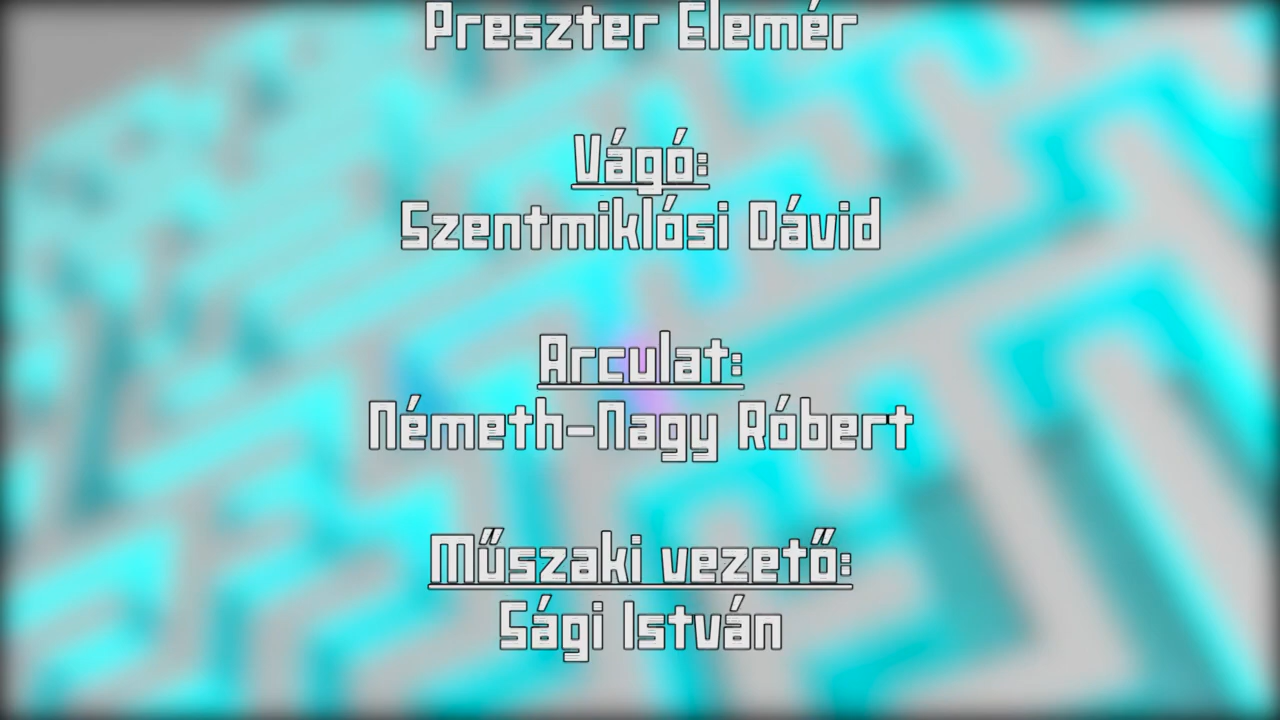 Preszter Elemér
Vágó:
Szentmiklósi Dávid
Arculat:
Németh-Nagy Róbert
Műszaki vezető:
Sági István